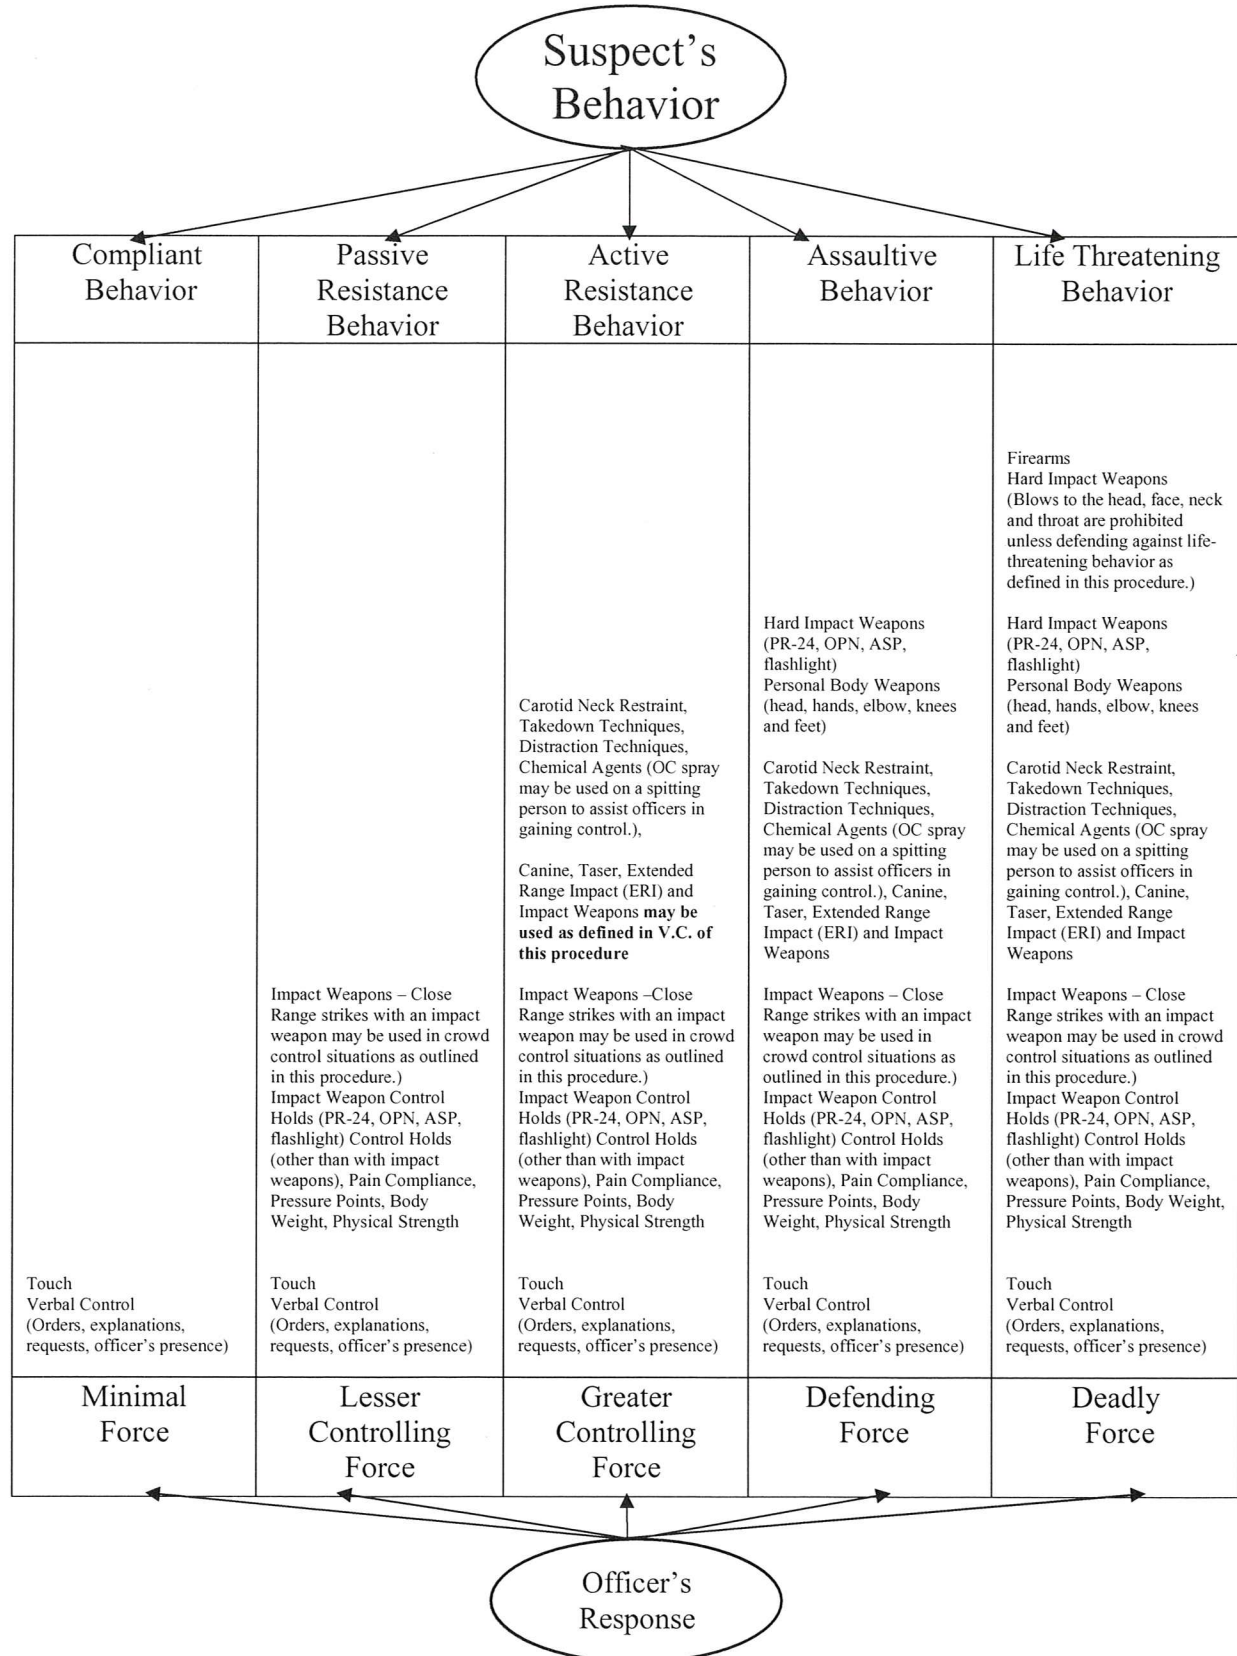 Suspect's
Behavior
Compliant
Behavior
Passive
Resistance
Behavior
Active
Resistance
Behavior
Assaultive
Behavior
Life Threatening
Behavior
Touch
Verbal Control
(Orders, explanations,
requests, officer's presence)
Impact Weapons – Close
Range strikes with an impact
weapon may be used in crowd
control situations as outlined
in this procedure.)
Impact Weapon Control
Holds (PR-24, OPN, ASP,
flashlight) Control Holds
(other than with impact
weapons), Pain Compliance,
Pressure Points, Body
Weight, Physical Strength
Touch
Verbal Control
(Orders, explanations,
requests, officer's presence)
Carotid Neck Restraint,
Takedown Techniques,
Distraction Techniques,
Chemical Agents (OC spray
may be used on a spitting
person to assist officers in
gaining control.),
Canine, Taser, Extended
Range Impact (ERI) and
Impact Weapons may be
used as defined in V.C. of
this procedure
Impact Weapons –Close
Range strikes with an impact
weapon may be used in crowd
control situations as outlined
in this procedure.)
Impact Weapon Control
Holds (PR-24, OPN, ASP,
flashlight) Control Holds
(other than with impact
weapons), Pain Compliance,
Pressure Points, Body
Weight, Physical Strength
Touch
Verbal Control
(Orders, explanations,
requests, officer's presence)
Hard Impact Weapons
(PR-24, OPN, ASP,
flashlight)
Personal Body Weapons
(head, hands, elbow, knees
and feet)
Carotid Neck Restraint,
Takedown Techniques,
Distraction Techniques,
Chemical Agents (OC spray
may be used on a spitting
person to assist officers in
gaining control.), Canine,
Taser, Extended Range
Impact (ERI) and Impact
Weapons
Impact Weapons – Close
Range strikes with an impact
weapon may be used in
crowd control situations as
outlined in this procedure.)
Impact Weapon Control
Holds (PR-24, OPN, ASP,
flashlight) Control Holds
(other than with impact
weapons), Pain Compliance,
Pressure Points, Body
Weight, Physical Strength
Touch
Verbal Control
(Orders, explanations,
requests, officer's presence)
Firearms
Hard Impact Weapons
(Blows to the head, face, neck
and throat are prohibited
unless defending against life-
threatening behavior as
defined in this procedure.)
Hard Impact Weapons
(PR-24, OPN, ASP,
flashlight)
Personal Body Weapons
(head, hands, elbow, knees
and feet)
Carotid Neck Restraint,
Takedown Techniques,
Distraction Techniques,
Chemical Agents (OC spray
may be used on a spitting
person to assist officers in
gaining control.), Canine,
Taser, Extended Range
Impact (ERI) and Impact
Weapons
Impact Weapons – Close
Range strikes with an impact
weapon may be used in crowd
control situations as outlined
in this procedure.)
Impact Weapon Control
Holds (PR-24, OPN, ASP,
flashlight) Control Holds
(other than with impact
weapons), Pain Compliance,
Pressure Points, Body Weight,
Physical Strength
Touch
Verbal Control
(Orders, explanations,
requests, officer's presence)
Minimal
Force
Lesser
Controlling
Force
Greater
Controlling
Force
Defending
Force
Deadly
Force
Officer's
Response